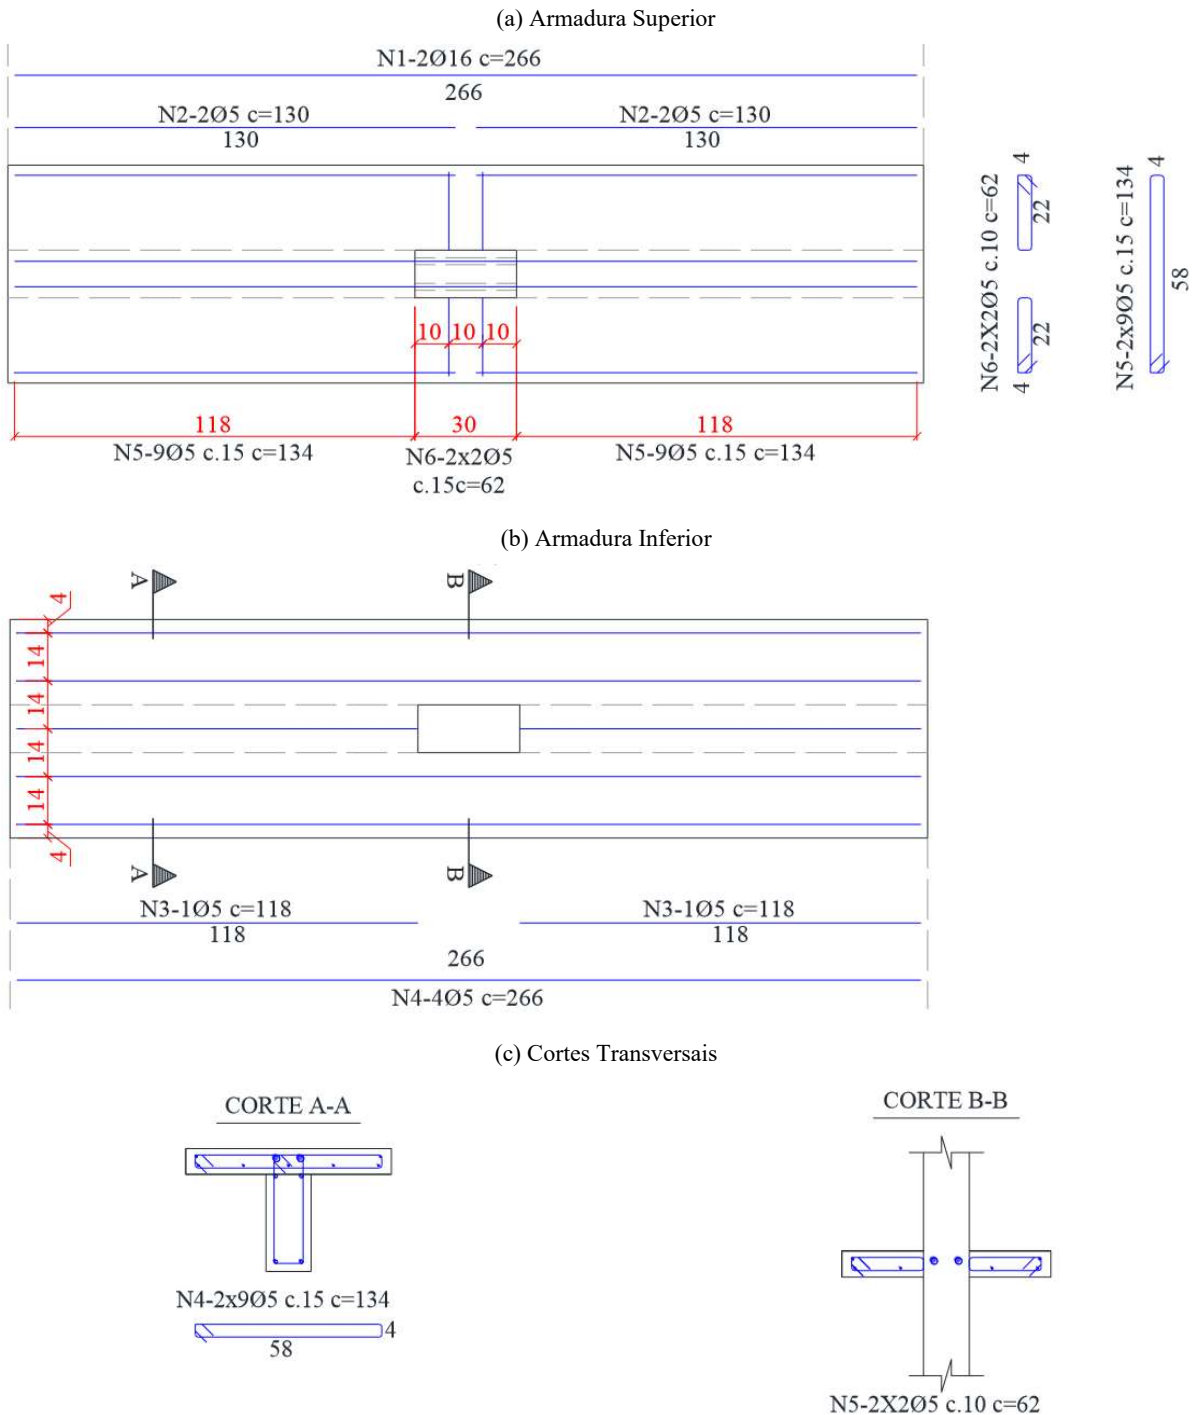 (a) Armadura Superior
N1-2Ø16 c=266
266
N2-2Ø5 c=130
N2-2Ø5 c=130
130
130
10
10
10
118
30
118
N5-9Ø5 c.15 c=134
N6-2x2Ø5
c.15c=62
N5-9Ø5 c.15 c=134
N6-2X2Ø5 c.10 c=62
4
22
22
4
N5-2x9Ø5 c.15 c=134
4
58
(b) Armadura Inferior
A
B
4
14
14
14
14
4
A
B
N3-1Ø5 c=118
N3-1Ø5 c=118
118
118
266
N4-4Ø5 c=266
(c) Cortes Transversais
CORTE A-A
CORTE B-B
N4-2x9Ø5 c.15 c=134
4
58
N5-2X2Ø5 c.10 c=62